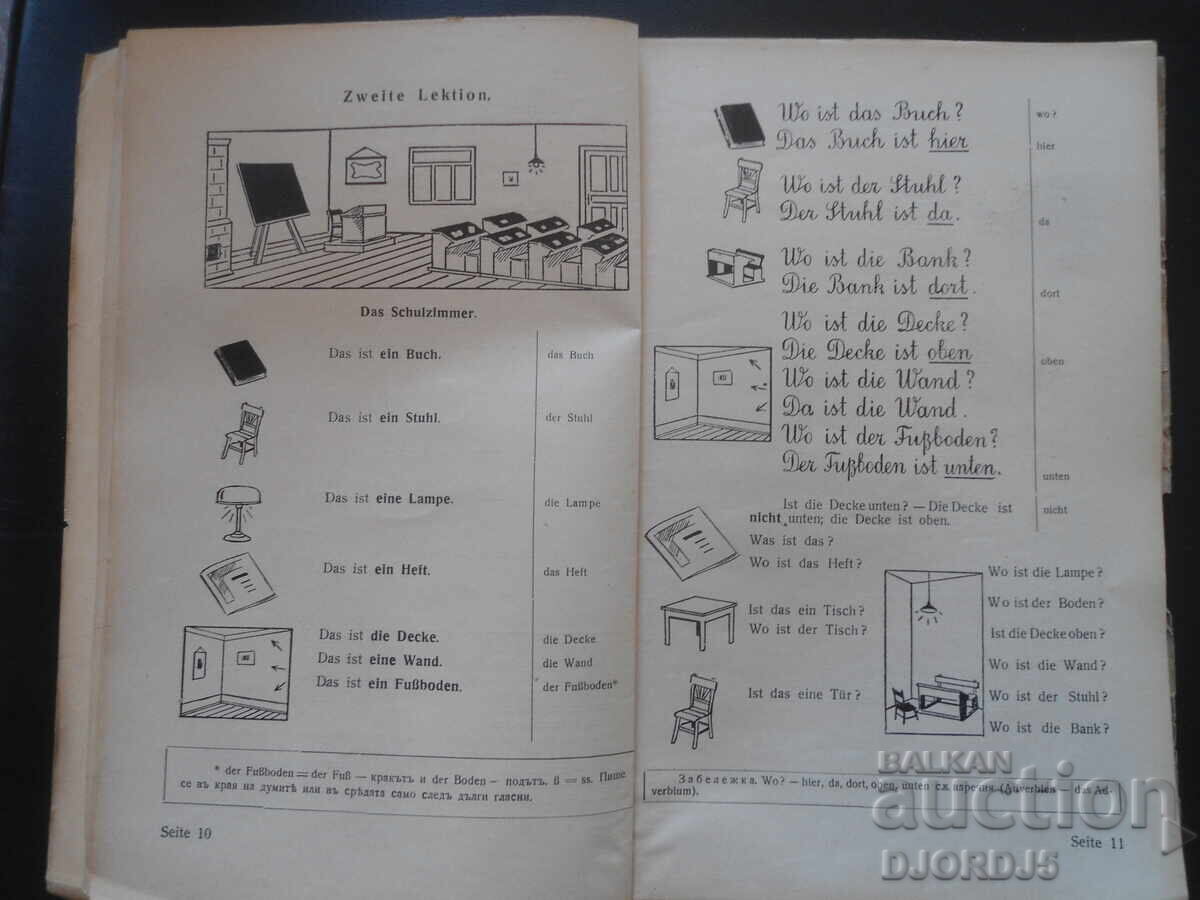 Zweite Lektion.
Das Schulzimmer.
Das ist ein Buch.
das Buch
Das ist ein Stuhl.
der Stuhl
Das ist eine Lampe.
die Lampe
Das ist ein Heft.
das Heft
Das ist die Decke.
die Decke
Das ist eine Wand.
die Wand
Das ist ein Fußboden.
der Fußboden*
* der Fußboden = der Fuß — кракътъ и der Boden — подътъ. ß = ss. Пише
се въ края на думитѣ или въ срѣдата само следъ дълги гласни.
Seite 10
Wo ist das Buch?
wo?
Das Buch ist hier
hier
Wo ist der Stuhl?
Der Stuhl ist da.
da
Wo ist die Bank?
Die Bank ist dort.
dort
Wo ist die Decke?
Die Decke ist oben
oben
Wo ist die Wand?
Da ist die Wand.
Wo ist der Fußboden?
Der Fußboden ist unten.
unten
Ist die Decke unten? — Die Decke ist
nicht
nicht unten; die Decke ist oben.
Was ist das?
Wo ist das Heft?
Ist das ein Tisch?
Wo ist der Tisch?
Ist das eine Tür?
Wo ist die Lampe?
Wo ist der Boden?
Ist die Decke oben?
Wo ist die Wand?
Wo ist der Stuhl?
Wo ist die Bank?
Забележка. Wo? — hier, da, dort, oben, unten сѫ наречия. — das Ad-
verbium).
Seite 11
BALKAN
auction
DJORDJ5